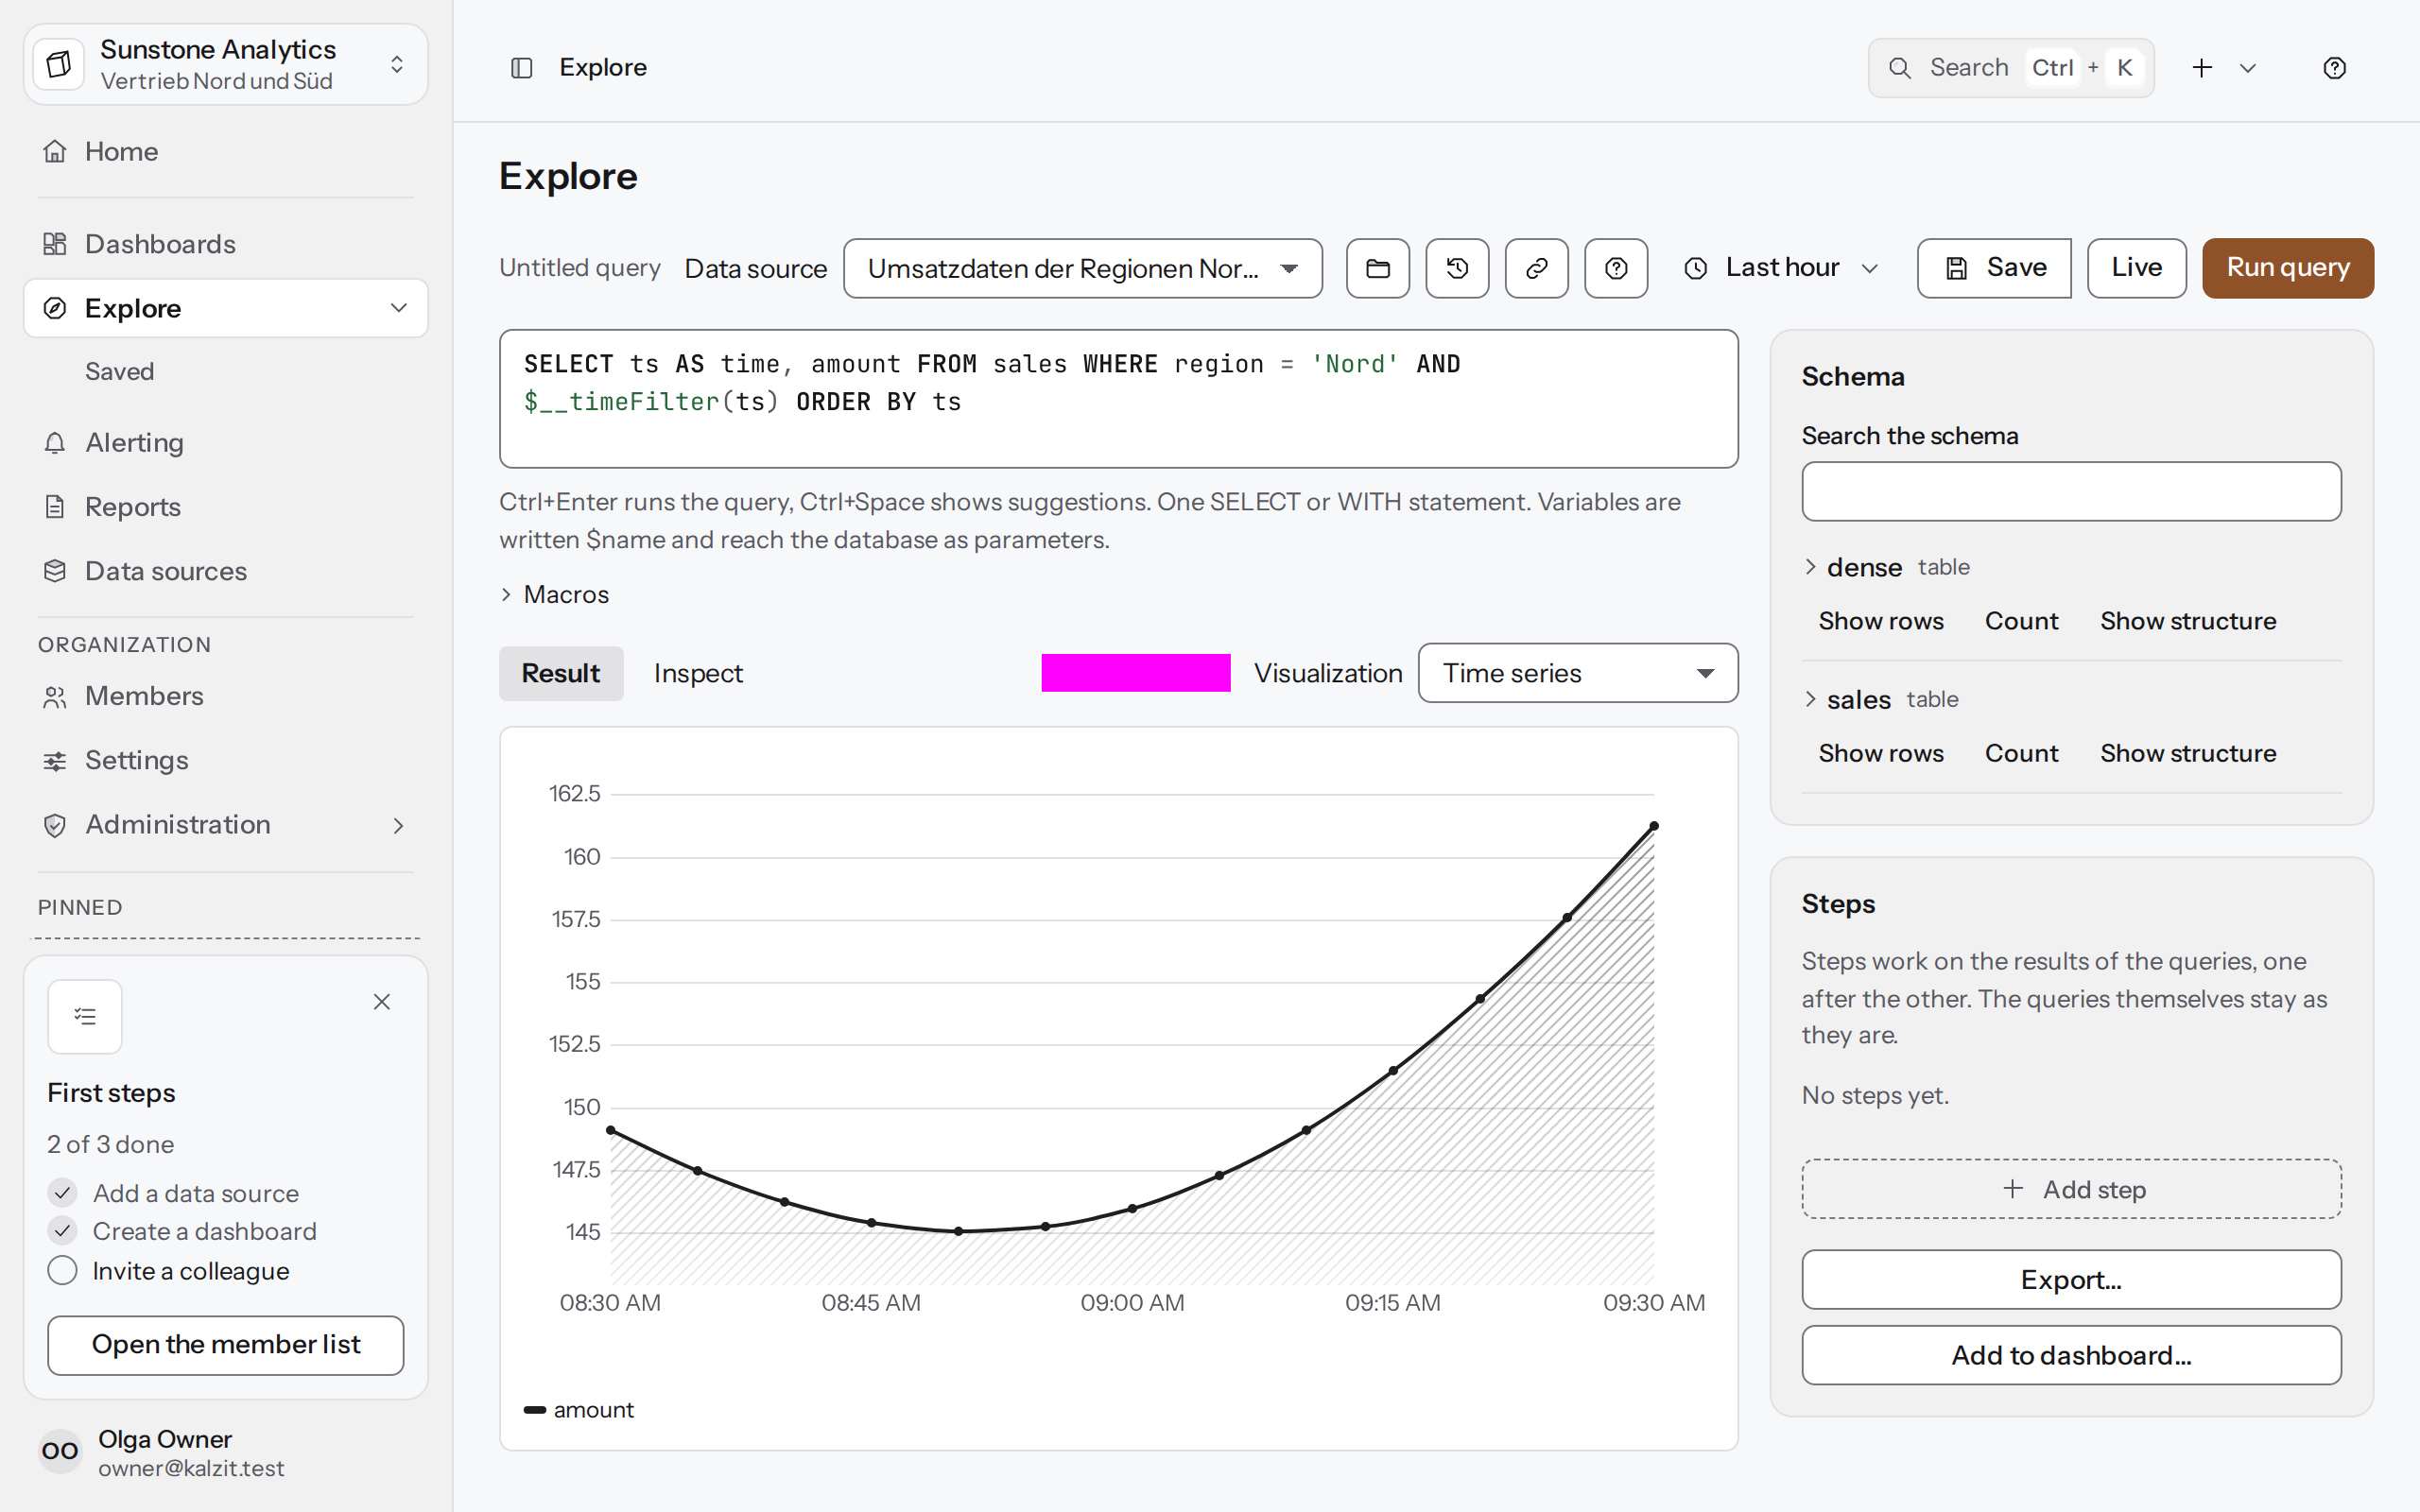 Sunstone Analytics
Vertrieb Nord und Süd
Home
Dashboards
Explore
Saved
Alerting
Reports
Data sources
ORGANIZATION
Members
Settings
Administration
PINNED
First steps
2 of 3 done
Add a data source
Create a dashboard
Invite a colleague
Open the member list
OO
Olga Owner
owner@kalzit.test
Explore
Search Ctrl + K
Explore
Untitled query Data source Umsatzdaten der Regionen Nor... Last hour Save Live Run query
SELECT ts AS time, amount FROM sales WHERE region = 'Nord' AND
$__timeFilter(ts) ORDER BY ts
Ctrl+Enter runs the query, Ctrl+Space shows suggestions. One SELECT or WITH statement. Variables are
written $name and reach the database as parameters.
Macros
Result Inspect Visualization Time series
162.5
160
157.5
155
152.5
150
147.5
145
08:30 AM 08:45 AM 09:00 AM 09:15 AM 09:30 AM
amount
Schema
Search the schema
dense table
Show rows Count Show structure
sales table
Show rows Count Show structure
Steps
Steps work on the results of the queries, one
after the other. The queries themselves stay as
they are.
No steps yet.
Add step
Export...
Add to dashboard...